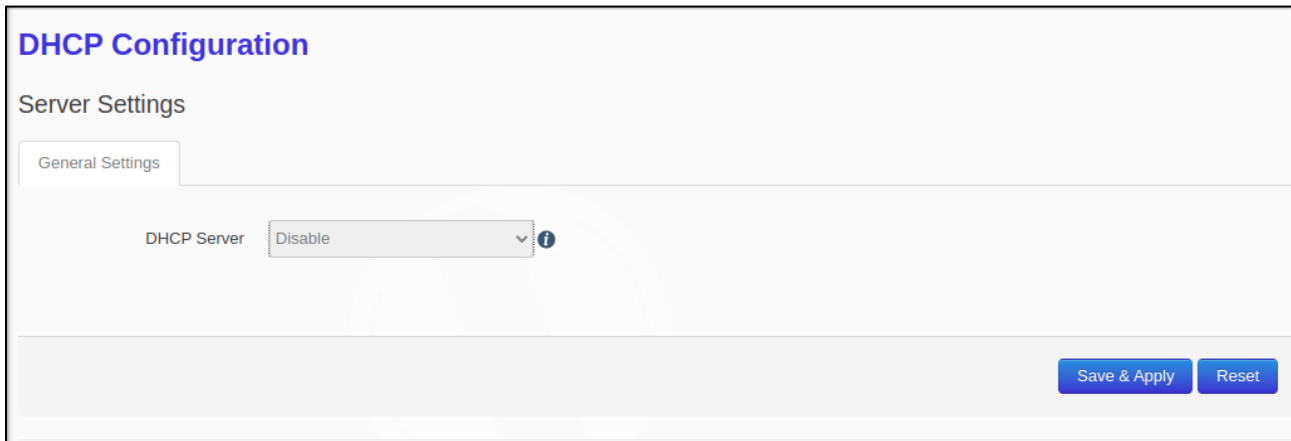 DHCP Configuration
Server Settings
General Settings
DHCP Server Disable
Save & Apply Reset